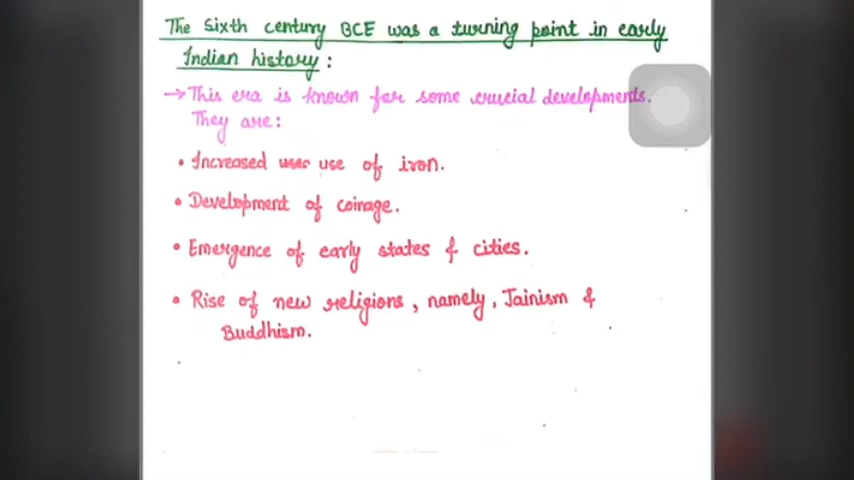 The Sixth century BCE was a turning point in early
Indian history :
→ This era is known for some crucial developments.
They are :
• Increased uses use of iron.
• Development of coinage.
• Emergence of early states & cities.
• Rise of new religions, namely, Jainism &
Buddhism.